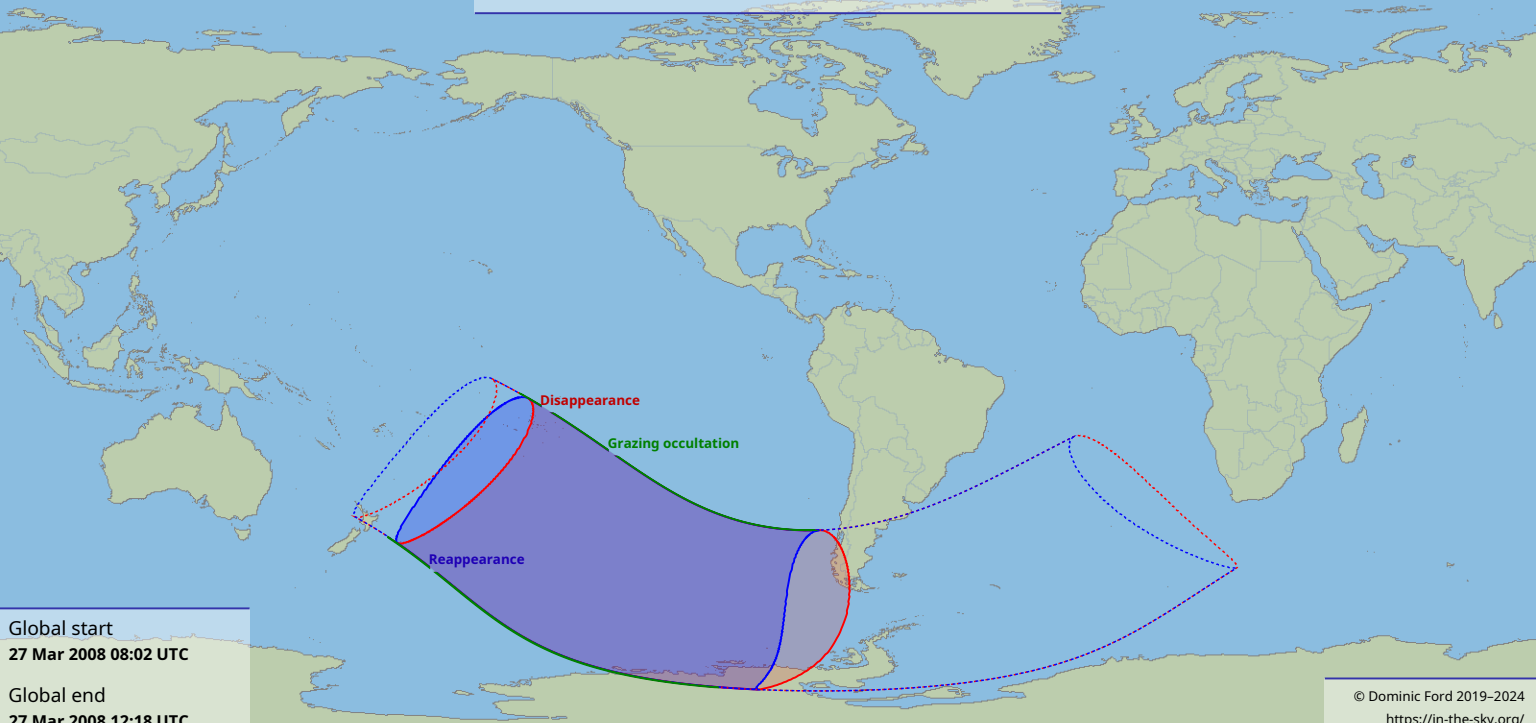 Disappearance
Grazing occultation
Reappearance
Global start
27 Mar 2008 08:02 UTC
Global end
27 Mar 2008 12:18 UTC
© Dominic Ford 2019–2024
https://in-the-sky.org/